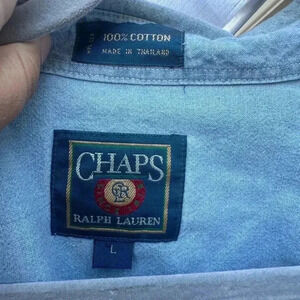 100% COTTON
MADE IN THAILAND
CHAPS
RALPH LAUREN
L